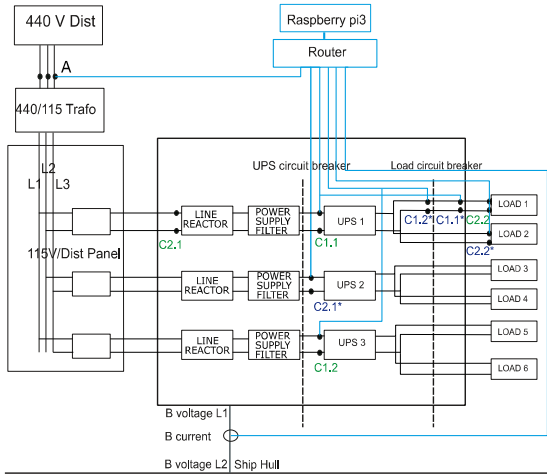 440 V Dist
Raspberry pi3
Router
A
440/115 Trafo
L2
L1
L3
UPS circuit breaker
Load circuit breaker
LINE
REACTOR
POWER
SUPPLY
FILTER
UPS 1
LOAD 1
C1.2*
C1.1*
C2.2
LOAD 2
C2.1
C1.1
C2.2*
115V/Dist Panel
LINE
REACTOR
POWER
SUPPLY
FILTER
UPS 2
LOAD 3
C2.1*
LOAD 4
LINE
REACTOR
POWER
SUPPLY
FILTER
UPS 3
LOAD 5
C1.2
LOAD 6
B voltage L1
B current
B voltage L2
Ship Hull